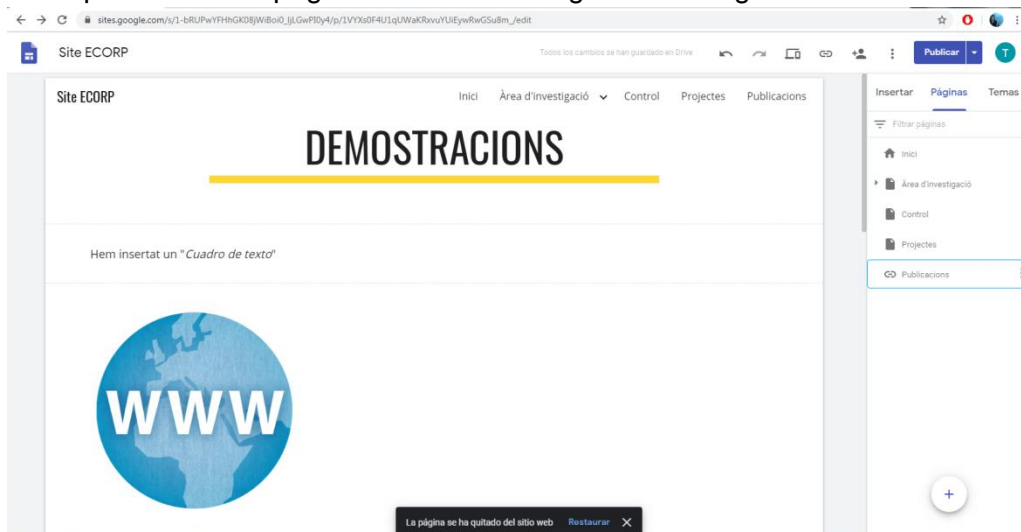 sites.google.com/s/1-bRUPwYFHhGK08jWiBoi0_ljLGwPI0y4/p/1VYXs0F4U1qUWaKRxvuYUiEywRwGSu8m_/edit
Site ECORP
Todos los cambios se han guardado en Drive
Publicar
T
Site ECORP
Inici Àrea d'investigació Control Projectes Publicacions
Insertar Páginas Temas
DEMOSTRACIONS
Filtrar páginas
Inici
Àrea d'investigació
Control
Projectes
Publicacions
Hem insertat un "Cuadro de texto"
WWW
La página se ha quitado del sitio web Restaurar